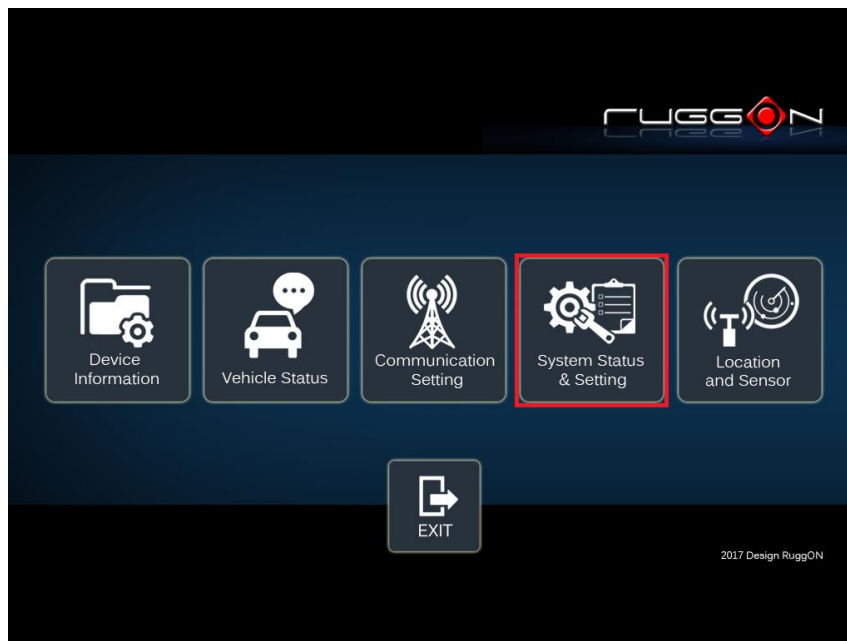 RUGGON
Device
Information
Vehicle Status
Communication
Setting
System Status
& Setting
Location
and Sensor
EXIT
2017 Design RuggON